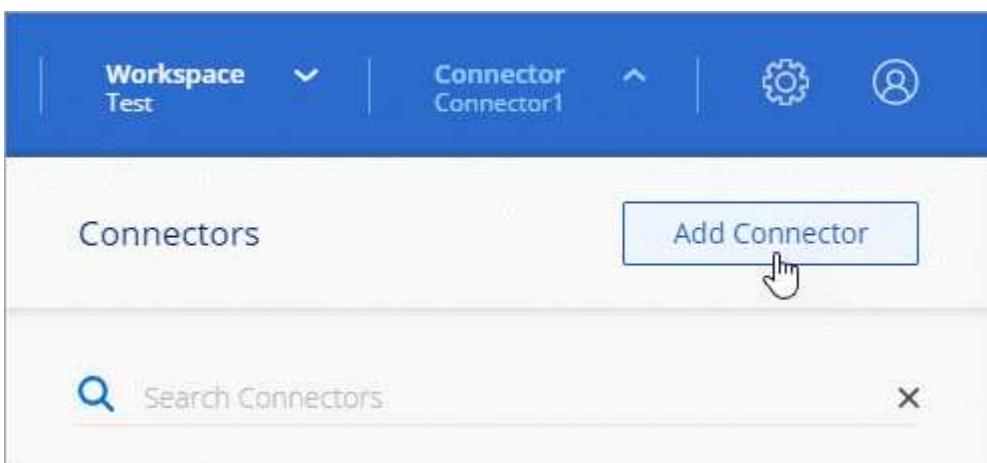 Workspace
Test
Connector
Connector1
Connectors
Add Connector
Search Connectors